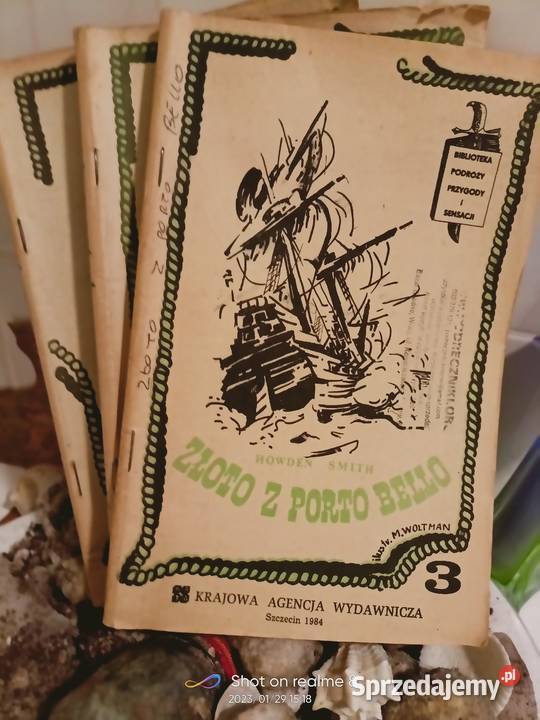 BIBLIOTEKA
PODRÓŻY
PRZYGODY
I
SENSACJI
ZŁOTO Z PORTO BELLO
HOWDEN SMITH
ZŁOTO Z PORTO BELLO
ilustr. M. WOLTMAN
3
KRAJOWA AGENCJA WYDAWNICZA
Szczecin 1984
Shot on realme
2023/01/29 15:18
Sprzedajemy.pl